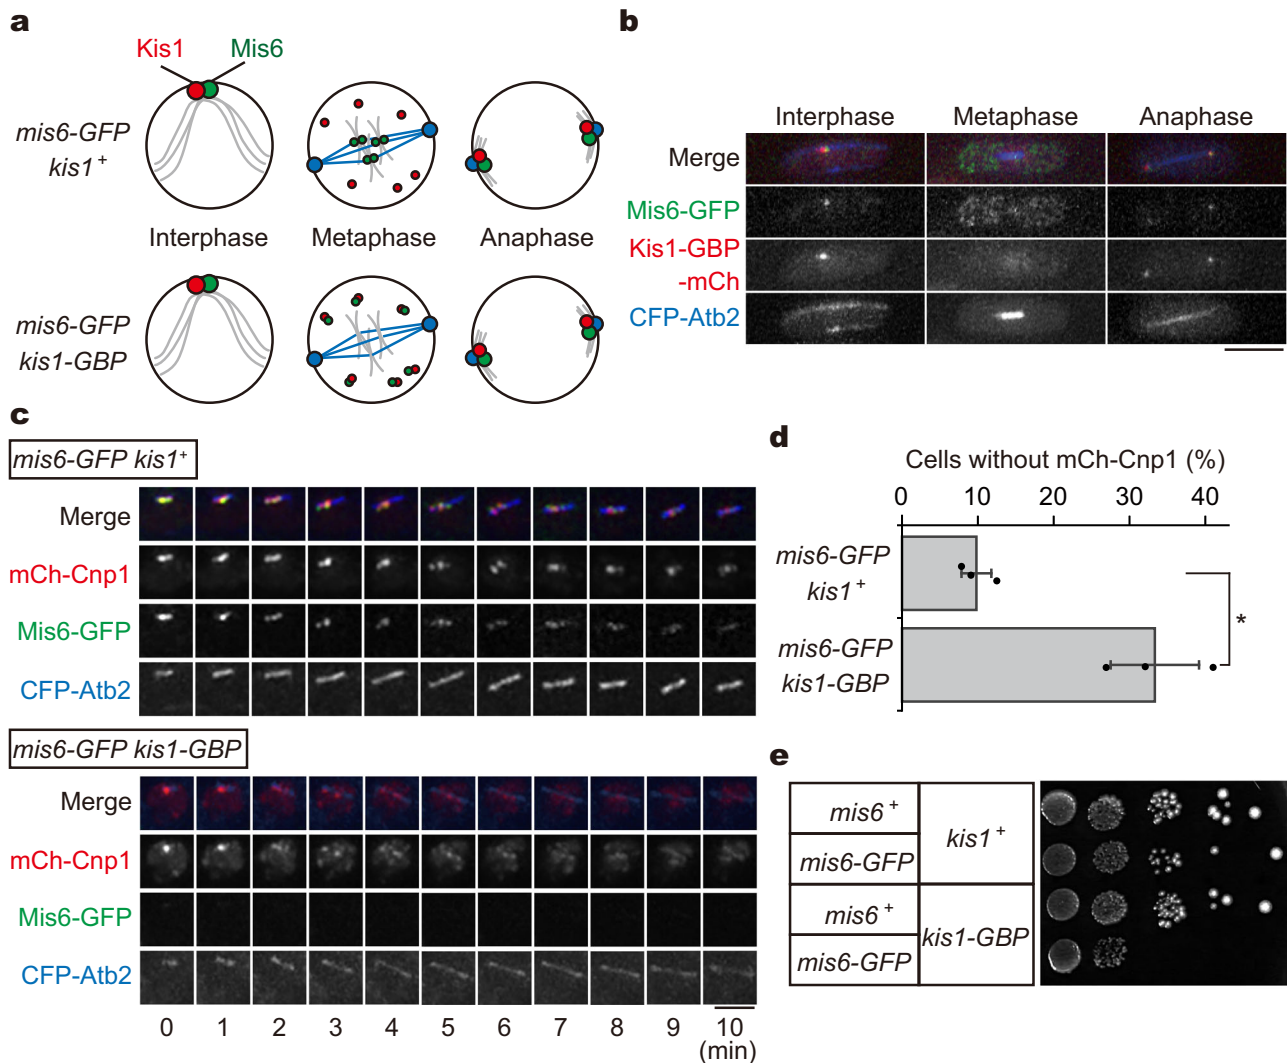 a
Kis1 Mis6
mis6-GFP
kis1+
Interphase Metaphase Anaphase
mis6-GFP
kis1-GBP
b
Interphase Metaphase Anaphase
Merge
Mis6-GFP
Kis1-GBP
-mCh
CFP-Atb2
c
mis6-GFP kis1+
Merge
mCh-Cnp1
Mis6-GFP
CFP-Atb2
mis6-GFP kis1-GBP
Merge
mCh-Cnp1
Mis6-GFP
CFP-Atb2
0 1 2 3 4 5 6 7 8 9 10
(min)
d
Cells without mCh-Cnp1 (%)
0 10 20 30 40
mis6-GFP
kis1+
mis6-GFP
kis1-GBP
*
e
mis6+
kis1+
mis6-GFP
mis6+
kis1-GBP
mis6-GFP